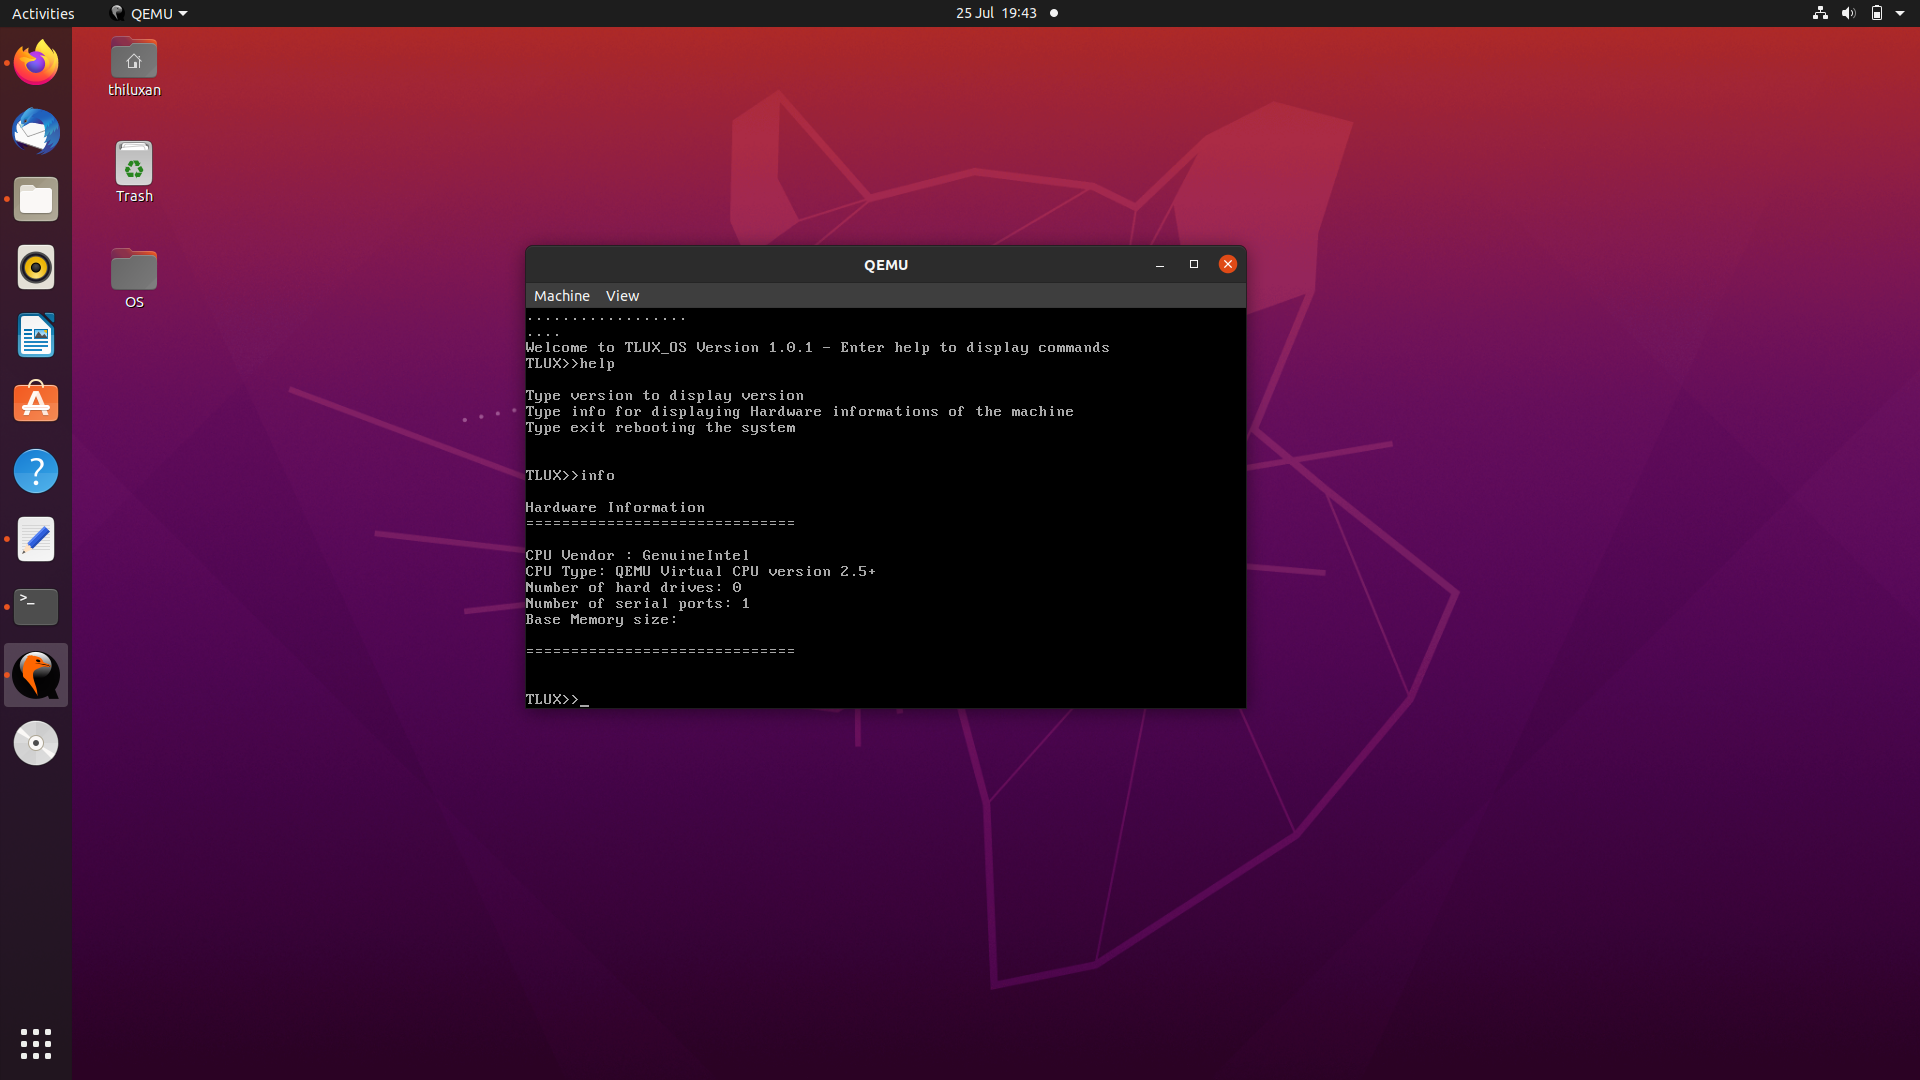 Activities
QEMU
25 Jul 19:43
thiluxan
Trash
OS
QEMU
Machine View
..................
....
Welcome to TLUX_OS Version 1.0.1 - Enter help to display commands
TLUX>>help
Type version to display version
Type info for displaying Hardware informations of the machine
Type exit rebooting the system
TLUX>>info
Hardware Information
==============================
CPU Vendor : GenuineIntel
CPU Type: QEMU Virtual CPU version 2.5+
Number of hard drives: 0
Number of serial ports: 1
Base Memory size:
==============================
TLUX>>_